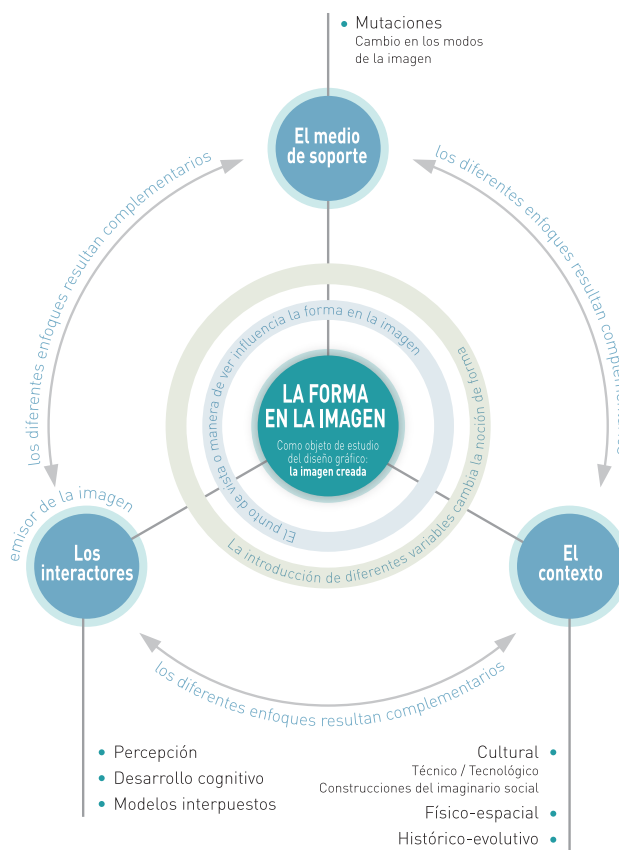 Mutaciones
Cambio en los modos
de la imagen
El medio
de soporte
los diferentes enfoques resultan complementarios
los diferentes enfoques resultan
El punto de vista o manera de ver influencia la forma en la imagen
La introducción de diferentes variables cambia la noción de forma
LA FORMA
EN LA IMAGEN
Como objeto de estudio
del diseño gráfico:
la imagen creada
emisor de la imagen
Los
interactores
El
contexto
los diferentes enfoques resultan complementarios
Percepción
Desarrollo cognitivo
Modelos interpuestos
Cultural
Técnico / Tecnológico
Construcciones del imaginario social
Físico-espacial
Histórico-evolutivo